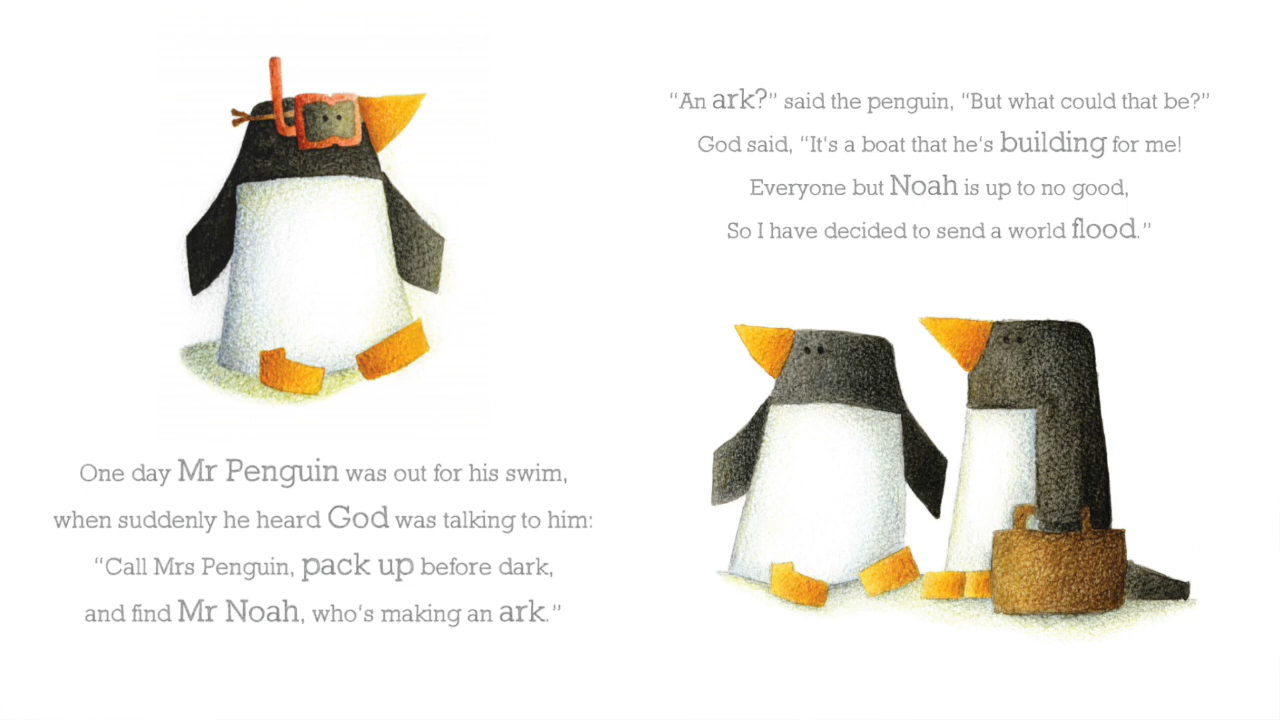 One day Mr Penguin was out for his swim,
when suddenly he heard God was talking to him:
“Call Mrs Penguin, pack up before dark,
and find Mr Noah, who's making an ark.”
“An ark?” said the penguin, “But what could that be?”
God said, “It's a boat that he's building for me!
Everyone but Noah is up to no good,
So I have decided to send a world flood.”